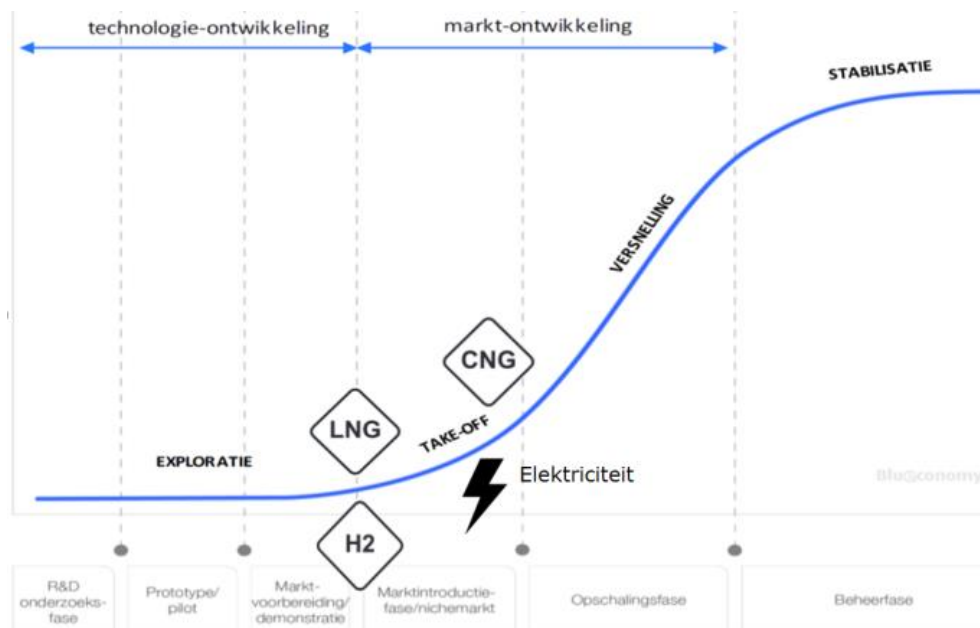 technologie-ontwikkeling
markt-ontwikkeling
STABILISATIE
VERSNELLING
CNG
LNG
TAKE-OFF
EXPLORATIE
Elektriciteit
Blueconomy
H2
R&D
onderzoeks-
fase
Prototype/
pilot
Markt-
voorbereiding/
demonstratie
Marktintroductie-
fase/nichemarkt
Opschalingsfase
Beheerfase